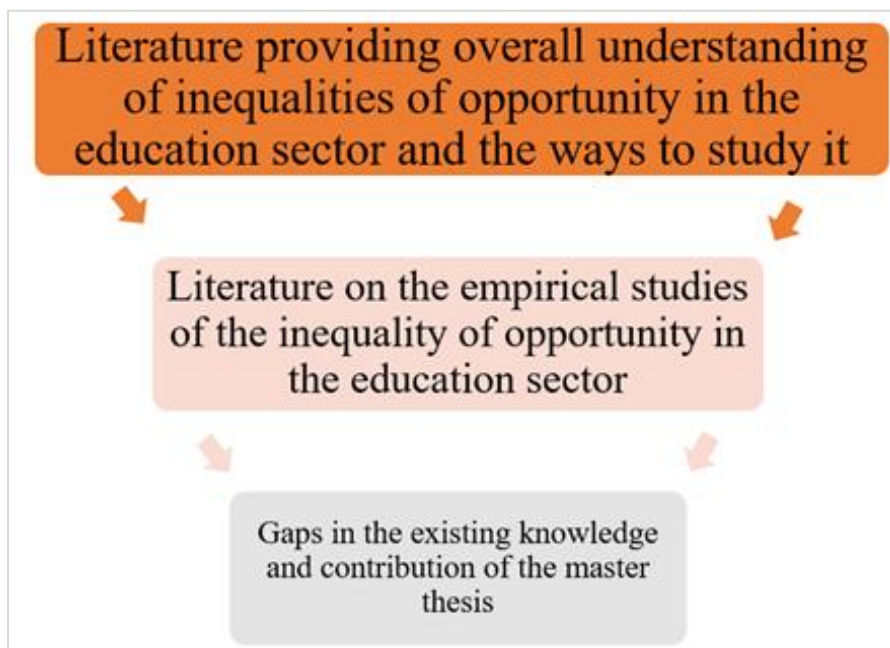 Literature providing overall understanding
of inequalities of opportunity in the
education sector and the ways to study it
Literature on the empirical studies
of the inequality of opportunity in
the education sector
Gaps in the existing knowledge
and contribution of the master
thesis